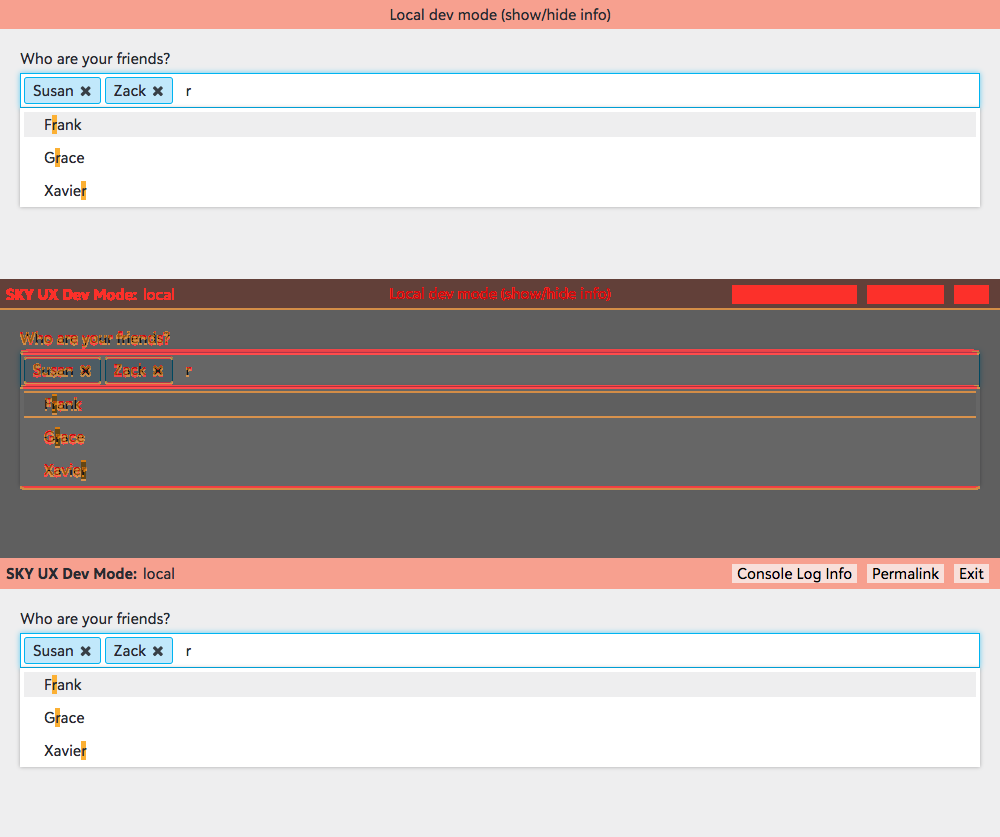 Local dev mode (show/hide info)
Who are your friends?
Susan ✖ Zack ✖ r
Frank
Grace
Xavier
SKY UX Dev Mode: local Local dev mode (show/hide info)
Who are your friends?
Susan ✖ Zack ✖ r
Frank
Grace
Xavier
SKY UX Dev Mode: local Console Log Info Permalink Exit
Who are your friends?
Susan ✖ Zack ✖ r
Frank
Grace
Xavier